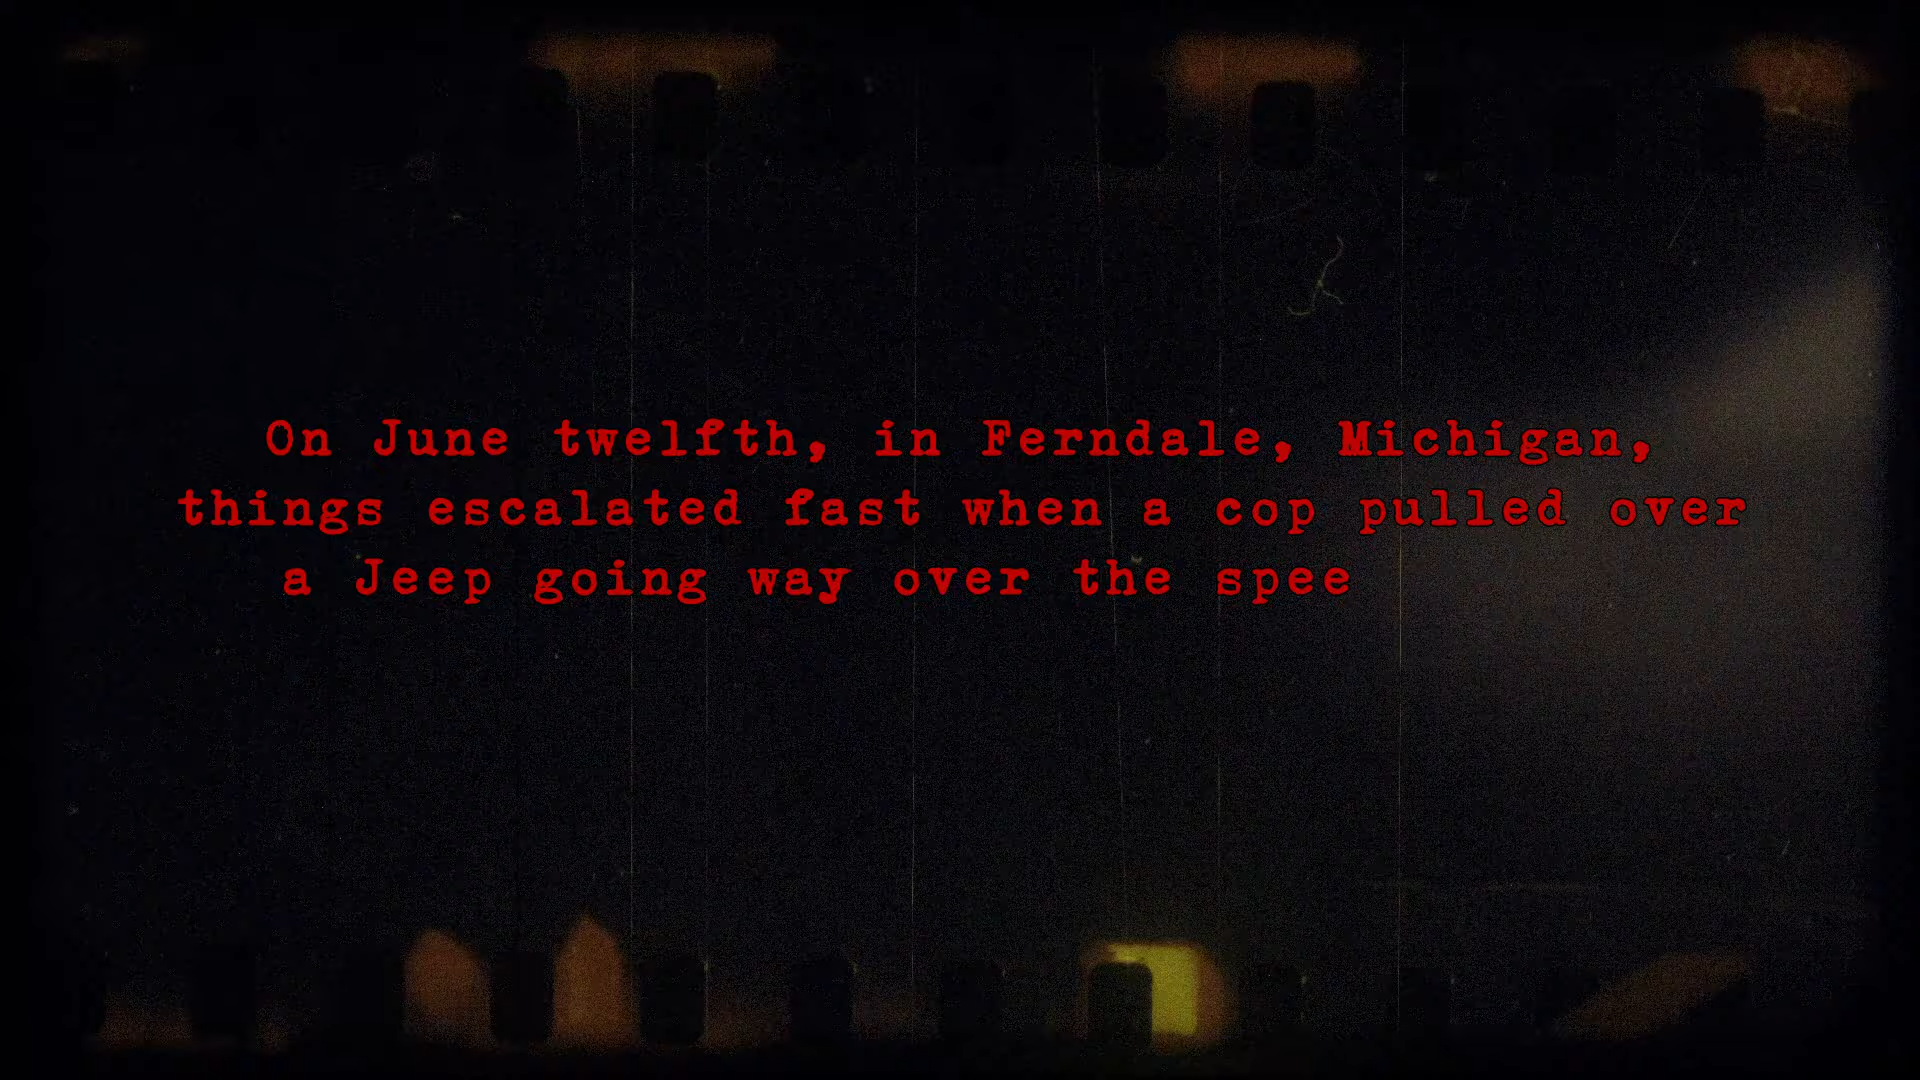 On June twelfth, in Ferndale, Michigan,
things escalated fast when a cop pulled over
a Jeep going way over the spee